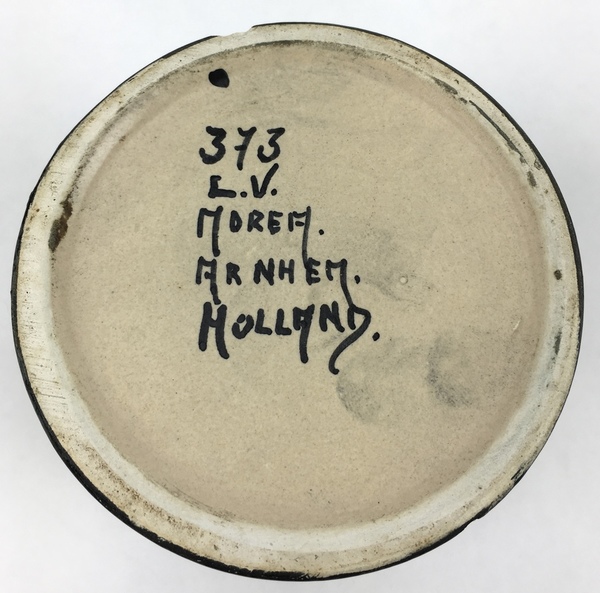 373
L.V.
MOREA.
ARNHEM.
HOLLAND.